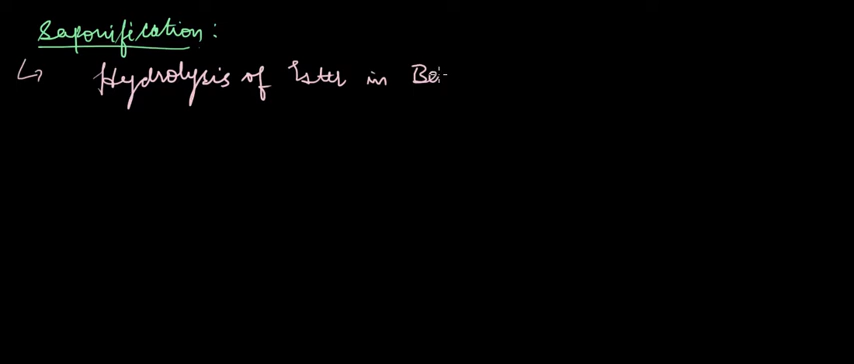 Saponification:
↳ Hydrolysis of Ester in